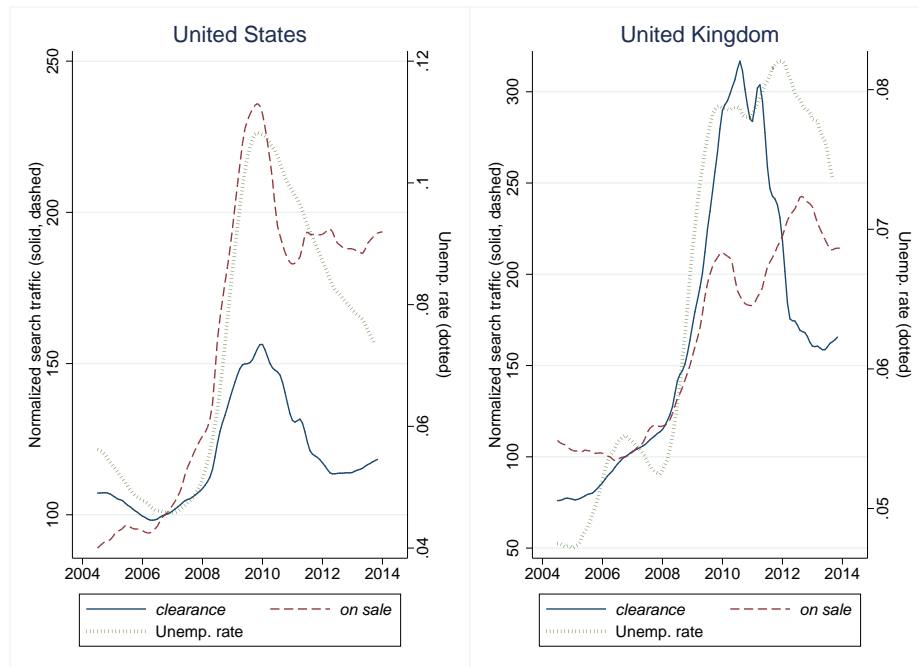 United States
Normalized search traffic (solid, dashed)
250
200
150
100
.12
.1
.08
.06
.04
Unemp. rate (dotted)
2004 2006 2008 2010 2012 2014
clearance on sale
Unemp. rate
United Kingdom
Normalized search traffic (solid, dashed)
300
250
200
150
100
50
.08
.07
.06
.05
Unemp. rate (dotted)
2004 2006 2008 2010 2012 2014
clearance on sale
Unemp. rate